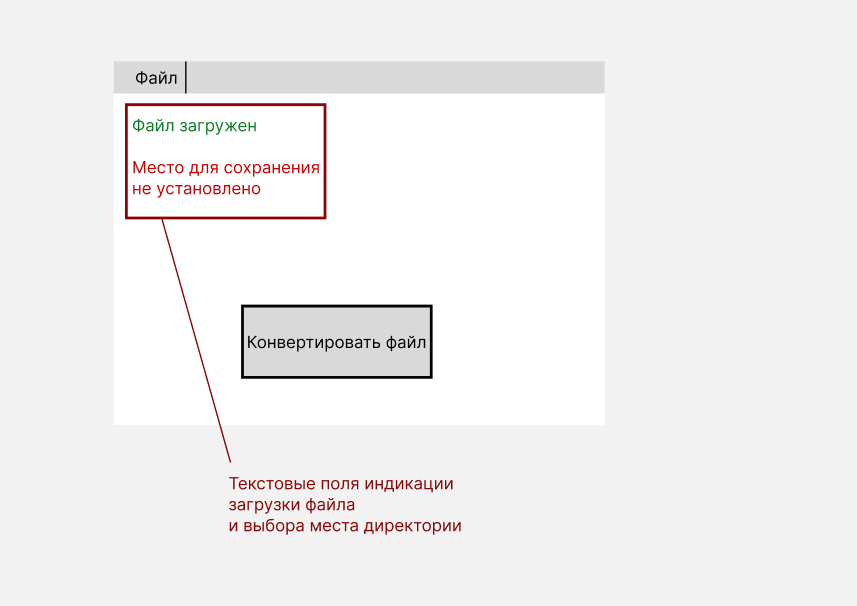 Файл
Файл загружен
Место для сохранения
не установлено
Конвертировать файл
Текстовые поля индикации
загрузки файла
и выбора места директории